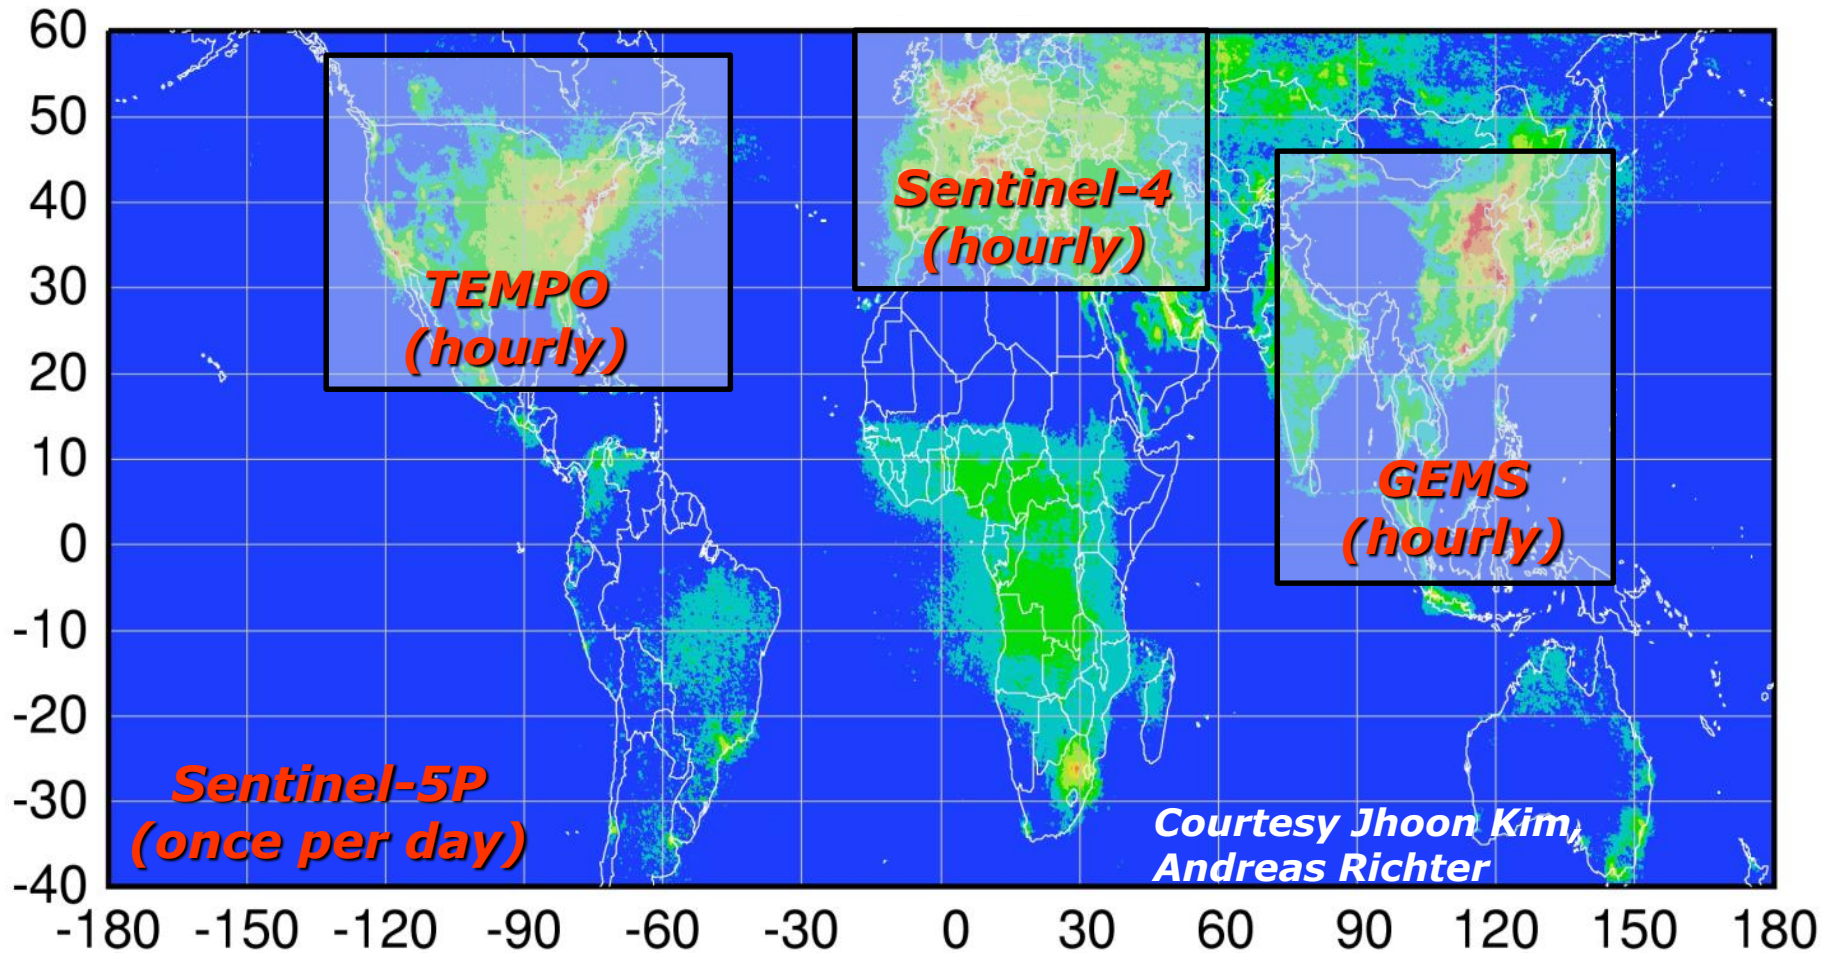 60
50
40
30
20
10
0
-10
-20
-30
-40
TEMPO
(hourly)
Sentinel-4
(hourly)
GEMS
(hourly)
Sentinel-5P
(once per day)
Courtesy Jhoon Kim,
Andreas Richter
-180 -150 -120 -90 -60 -30 0 30 60 90 120 150 180